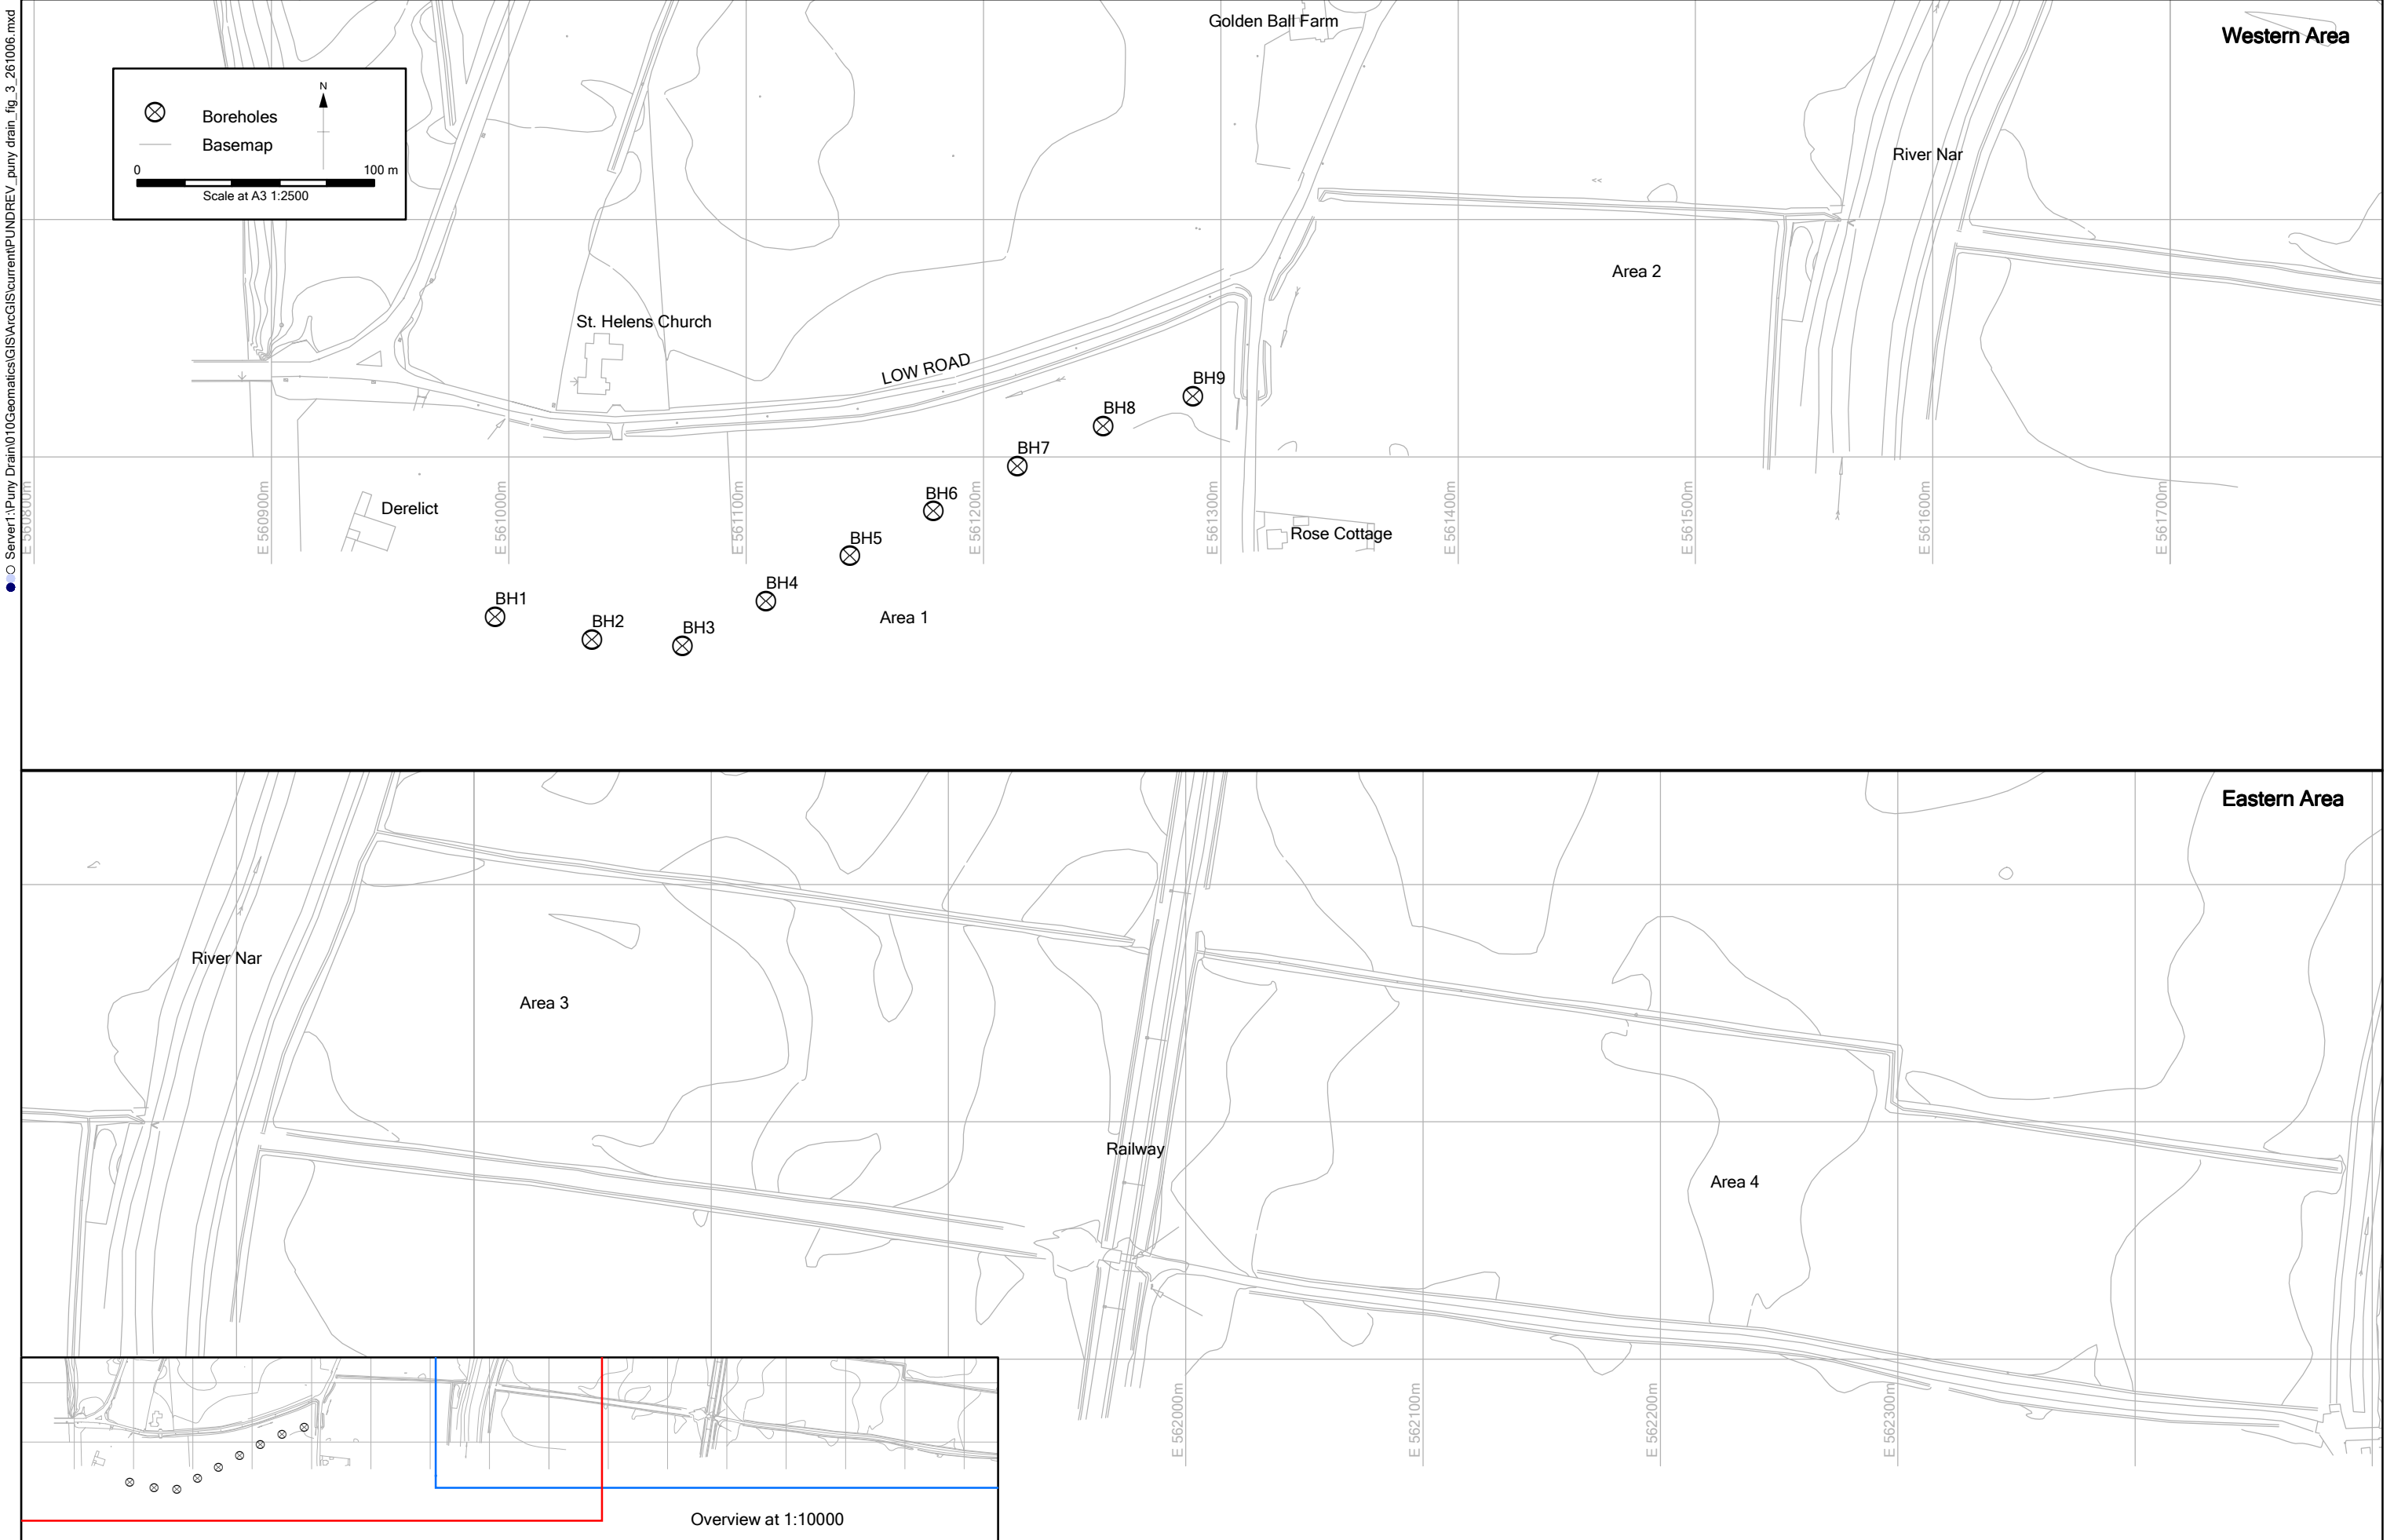 Server1:\Puny Drain\010Geomatics\GIS\ArcGIS\current\PUNDREV_puny drain_fig_3_261006.mxd
Golden Ball Farm
Western Area
N
Boreholes
Basemap
0 100 m
Scale at A3 1:2500
River Nar
Area 2
St. Helens Church
LOW ROAD
BH9
BH8
BH7
BH6
BH5
BH4
BH1
BH2
BH3
Derelict
Rose Cottage
Area 1
E 560800m
E 560900m
E 561000m
E 561100m
E 561200m
E 561300m
E 561400m
E 561500m
E 561600m
E 561700m
Eastern Area
River Nar
Area 3
Railway
Area 4
E 562000m
E 562100m
E 562200m
E 562300m
Overview at 1:10000